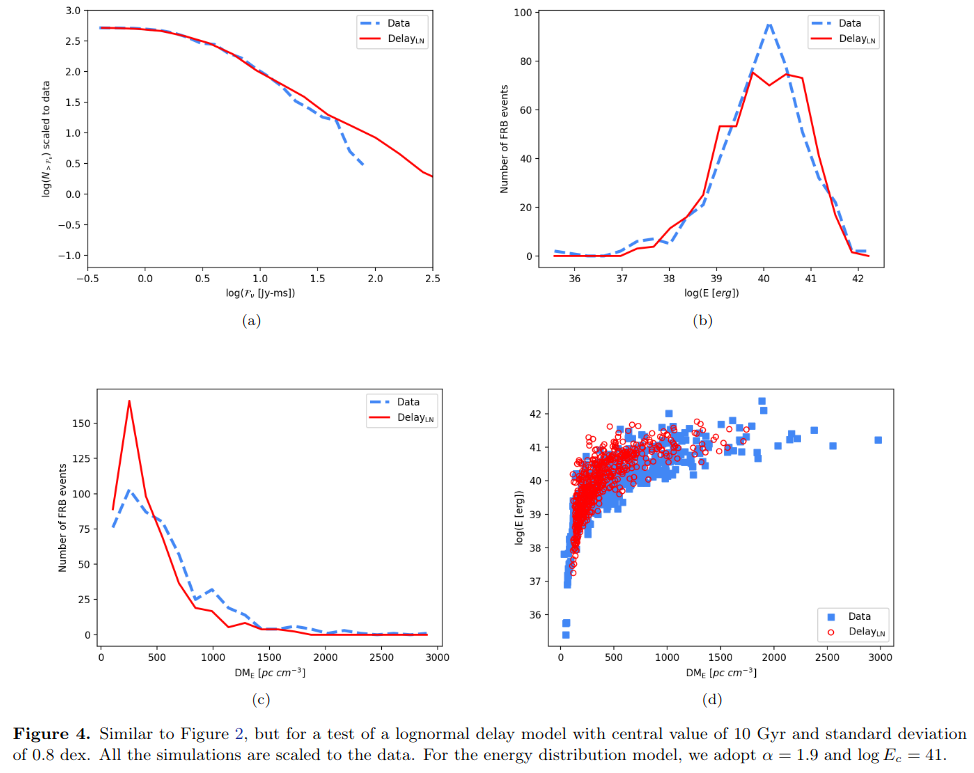 3.0
2.5
2.0
1.5
1.0
0.5
0.0
−0.5
−1.0
log(N>ℱν) scaled to data
Data
DelayLN
−0.5 0.0 0.5 1.0 1.5 2.0 2.5
log(ℱν [Jy-ms])
(a)
100
80
60
40
20
0
Number of FRB events
Data
DelayLN
36 37 38 39 40 41 42
log(E [erg])
(b)
150
125
100
75
50
25
0
Number of FRB events
Data
DelayLN
0 500 1000 1500 2000 2500 3000
DME [pc cm−3]
(c)
42
41
40
39
38
37
36
log(E [erg])
Data
DelayLN
0 500 1000 1500 2000 2500 3000
DME [pc cm−3]
(d)
Figure 4. Similar to Figure 2, but for a test of a lognormal delay model with central value of 10 Gyr and standard deviation
of 0.8 dex. All the simulations are scaled to the data. For the energy distribution model, we adopt α = 1.9 and log Ec = 41.